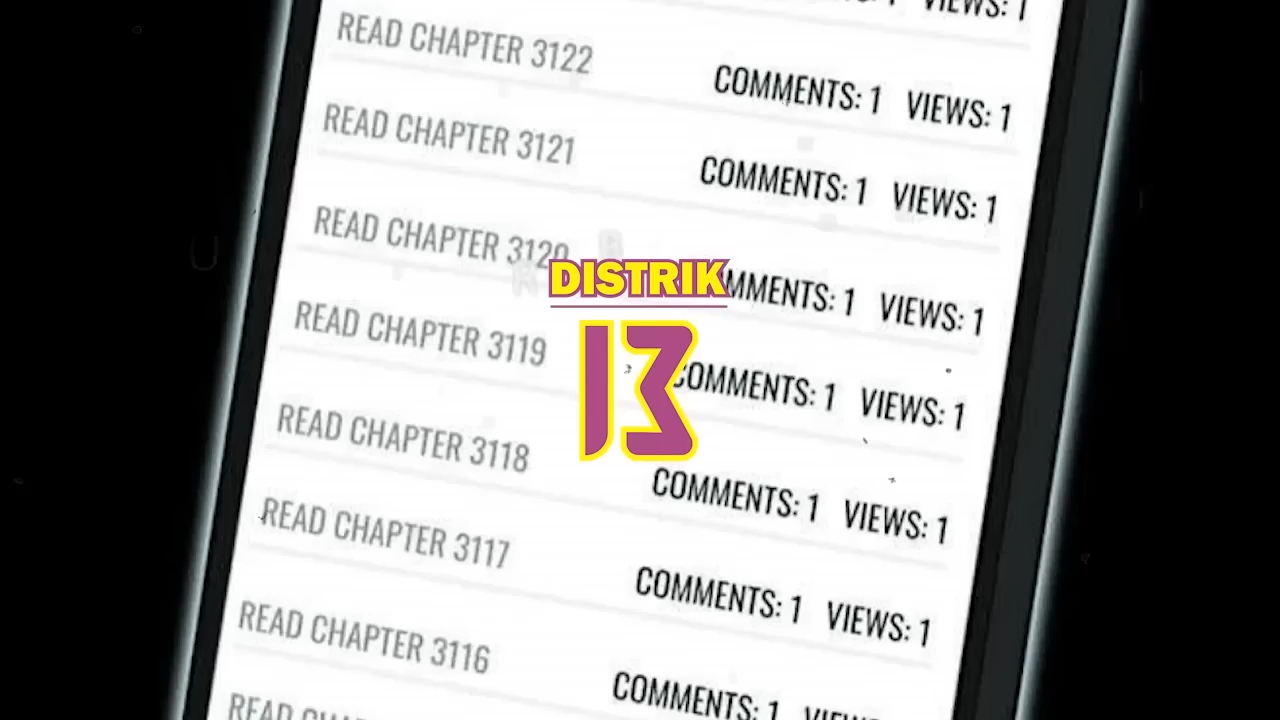 VIEWS: 1
READ CHAPTER 3122
COMMENTS: 1 VIEWS: 1
READ CHAPTER 3121
COMMENTS: 1 VIEWS: 1
READ CHAPTER 3120
MMENTS: 1 VIEWS: 1
DISTRIK
13
READ CHAPTER 3119
COMMENTS: 1 VIEWS: 1
READ CHAPTER 3118
COMMENTS: 1 VIEWS: 1
READ CHAPTER 3117
COMMENTS: 1 VIEWS: 1
READ CHAPTER 3116
COMMENTS: 1